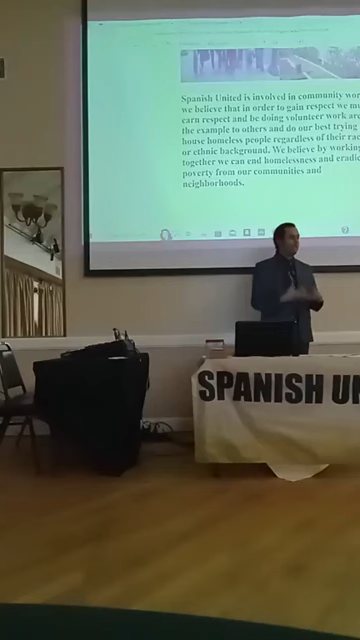 Spanish United is involved in community wor
we believe that in order to gain respect we mu
earn respect and be doing volunteer work are
the example to others and do our best trying
house homeless people regardless of their rac
or ethnic background. We believe by working
together we can end homelessness and eradic
poverty from our communities and
neighborhoods.
SPANISH UN